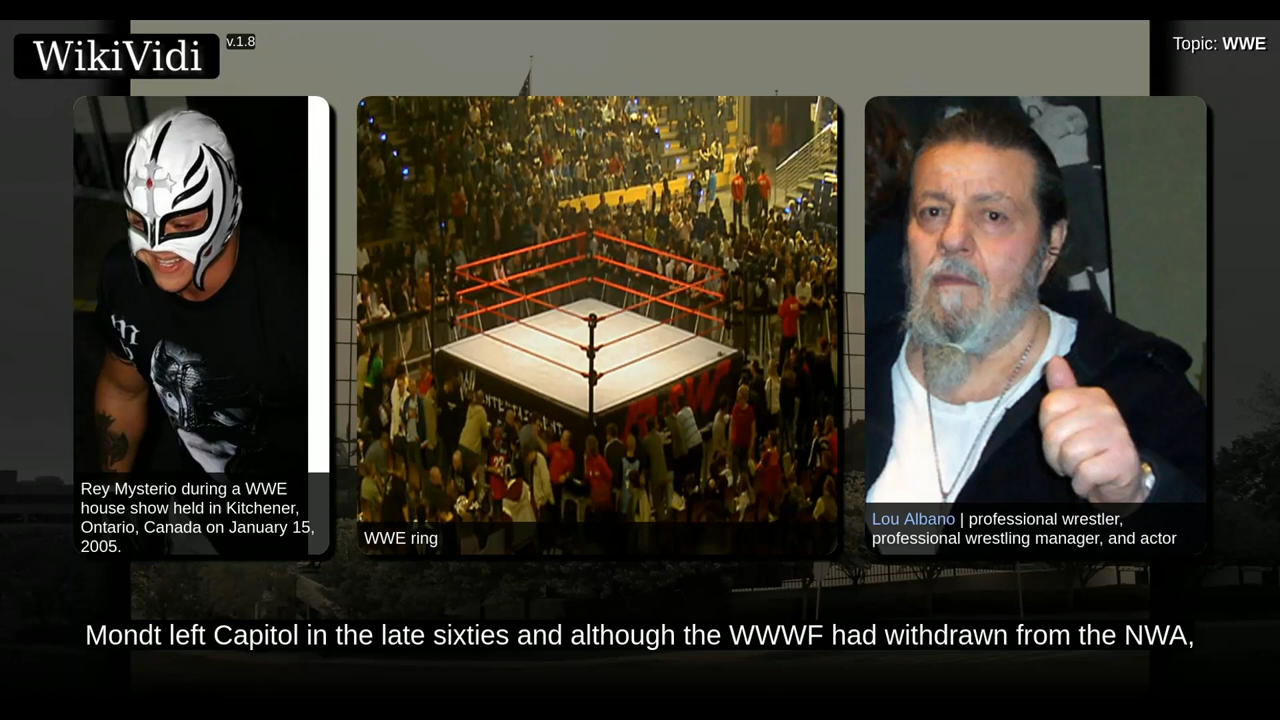 WikiVidi
v.1.8
Topic: WWE
Rey Mysterio during a WWE
house show held in Kitchener,
Ontario, Canada on January 15,
2005.
WWE ring
Lou Albano | professional wrestler,
professional wrestling manager, and actor
Mondt left Capitol in the late sixties and although the WWWF had withdrawn from the NWA,